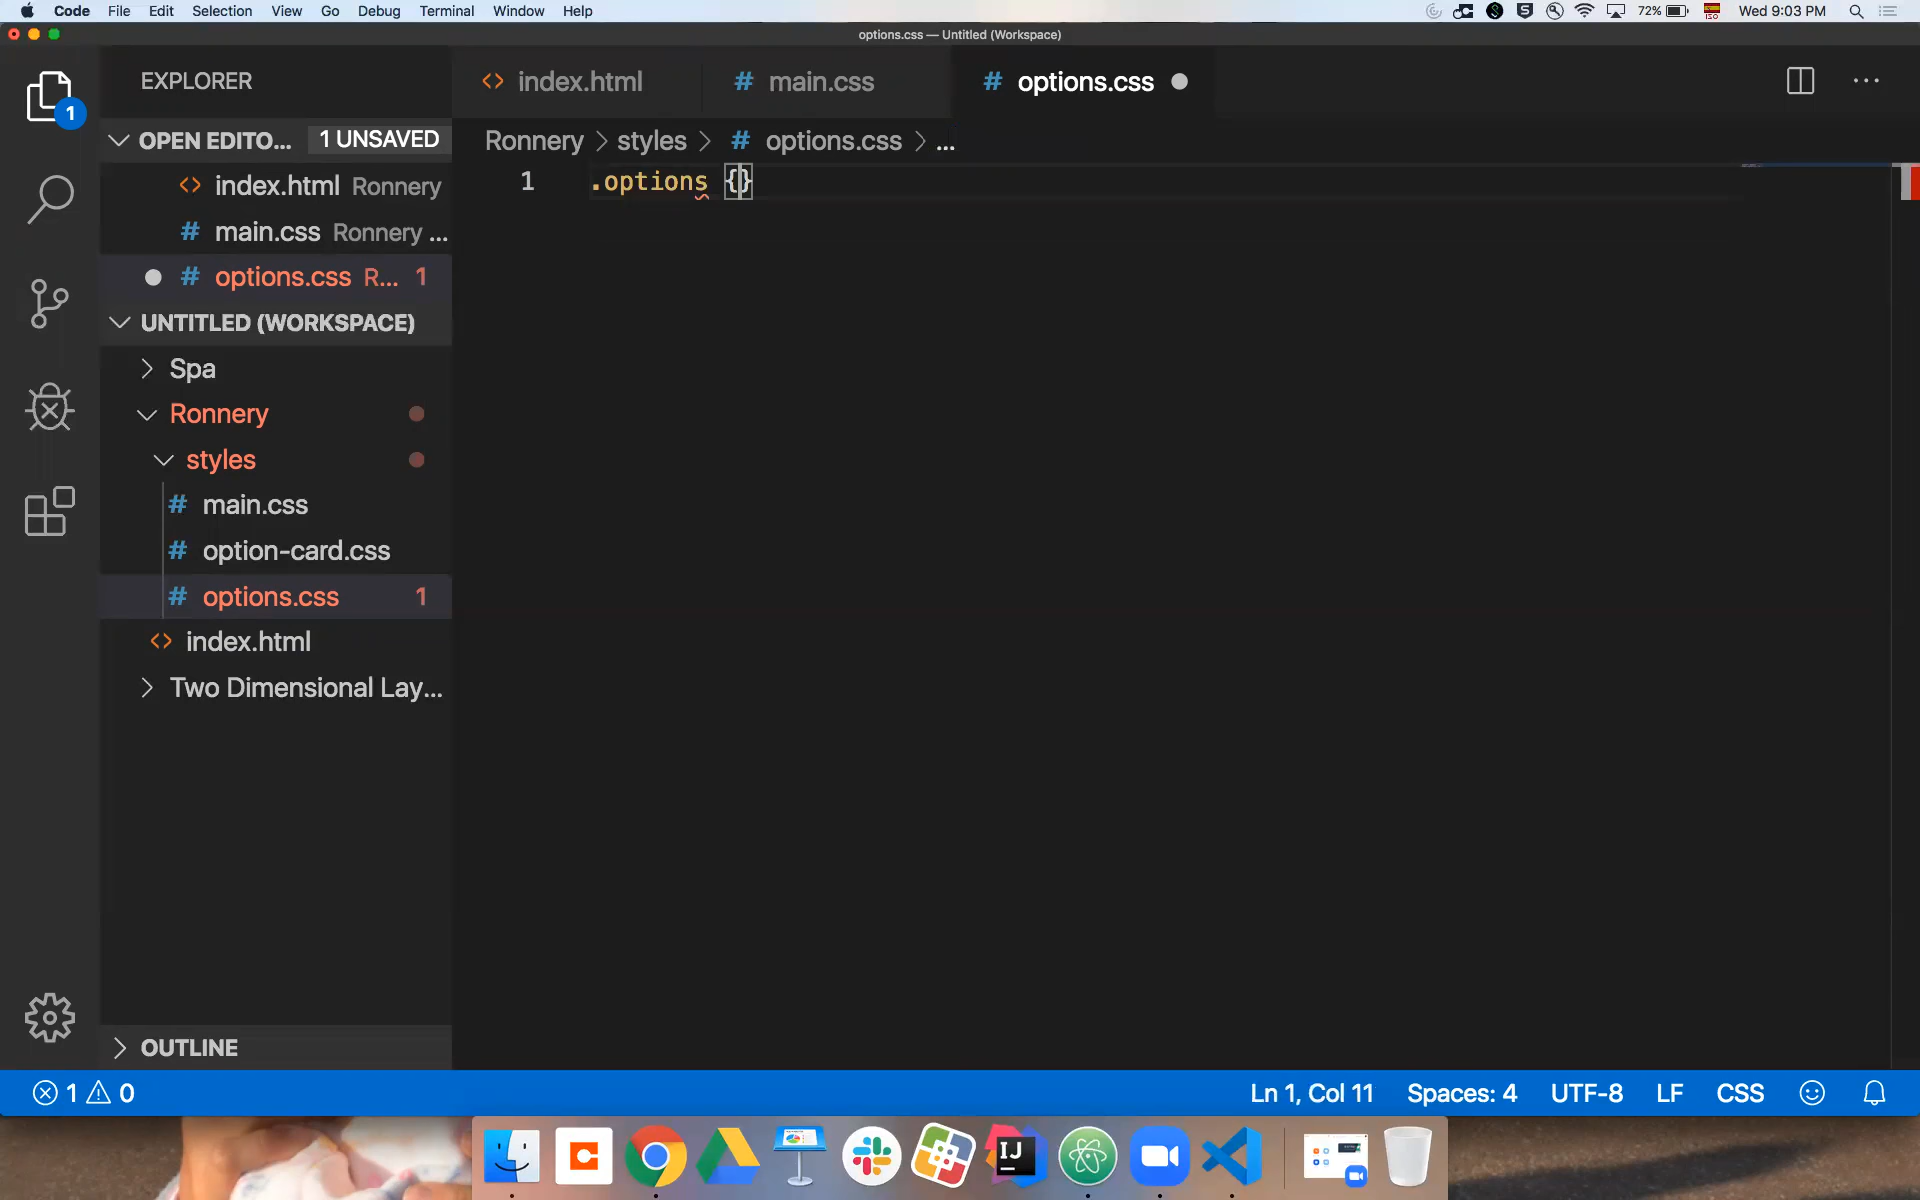 Code File Edit Selection View Go Debug Terminal Window Help 72% ISO Wed 9:03 PM
options.css — Untitled (Workspace)
EXPLORER
index.html main.css options.css
OPEN EDITO... 1 UNSAVED
Ronnery > styles > # options.css > ...
index.html Ronnery
main.css Ronnery ...
options.css R... 1
1 .options {}
UNTITLED (WORKSPACE)
Spa
Ronnery
styles
main.css
option-card.css
options.css 1
index.html
Two Dimensional Lay...
OUTLINE
1
1 0 Ln 1, Col 11 Spaces: 4 UTF-8 LF CSS
IJ